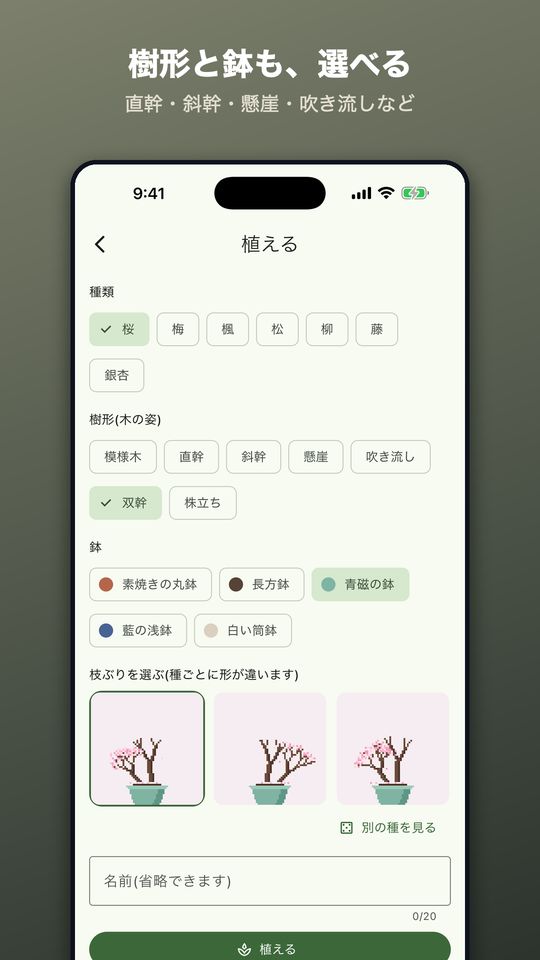 樹形と鉢も、選べる
直幹・斜幹・懸崖・吹き流しなど
9:41
植える
種類
桜 梅 楓 松 柳 藤
銀杏
樹形(木の姿)
模様木 直幹 斜幹 懸崖 吹き流し
双幹 株立ち
鉢
素焼きの丸鉢 長方鉢 青磁の鉢
藍の浅鉢 白い筒鉢
枝ぶりを選ぶ(種ごとに形が違います)
別の種を見る
名前(省略できます)
0/20
植える